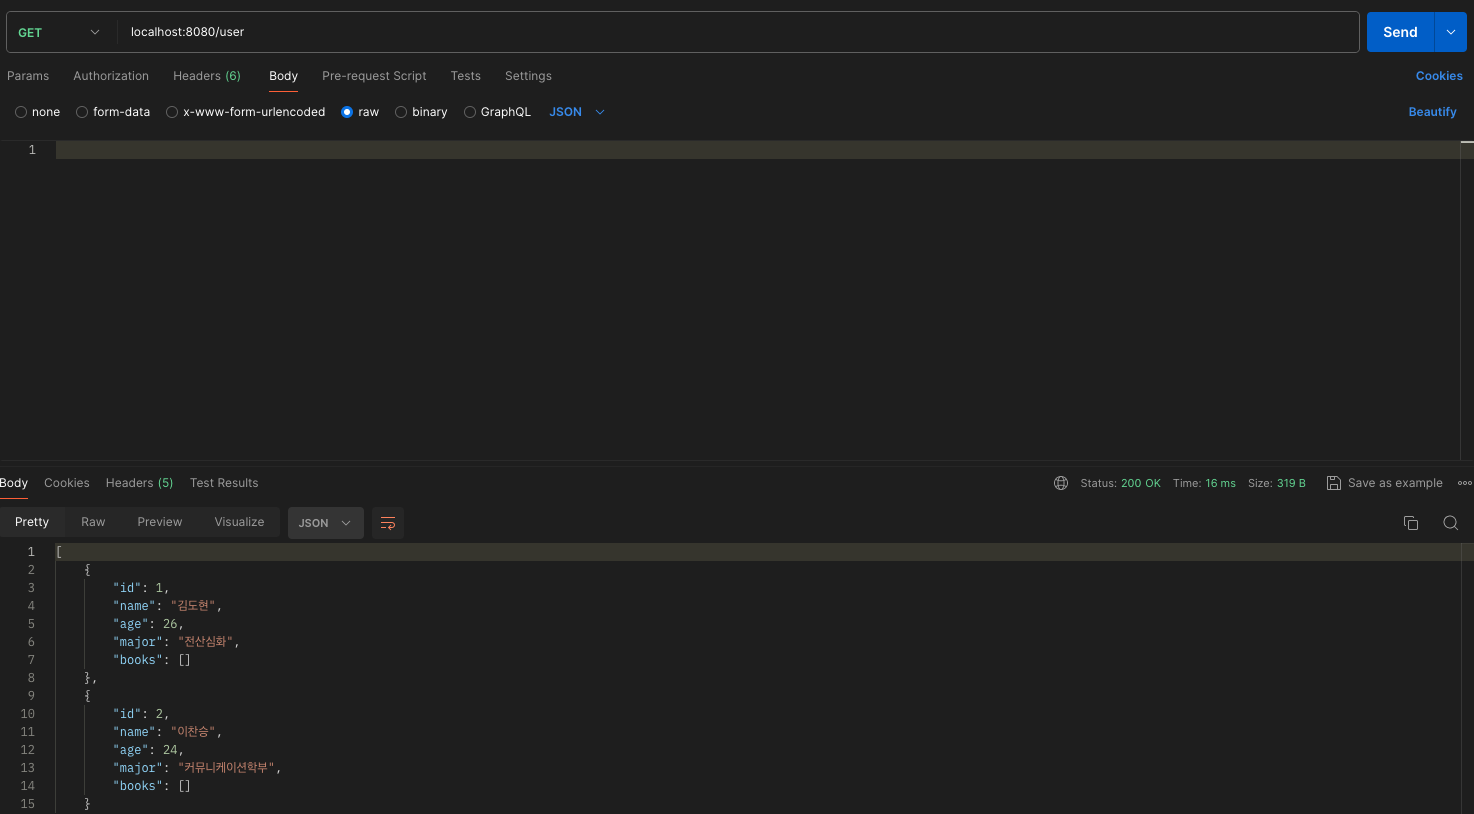 GET localhost:8080/user Send
Params Authorization Headers (6) Body Pre-request Script Tests Settings Cookies
none form-data x-www-form-urlencoded raw binary GraphQL JSON Beautify
1
Body Cookies Headers (5) Test Results Status: 200 OK Time: 16 ms Size: 319 B Save as example
Pretty Raw Preview Visualize JSON
1 [
2 {
3 "id": 1,
4 "name": "김도현",
5 "age": 26,
6 "major": "전산심화",
7 "books": []
8 },
9 {
10 "id": 2,
11 "name": "이찬승",
12 "age": 24,
13 "major": "커뮤니케이션학부",
14 "books": []
15 }